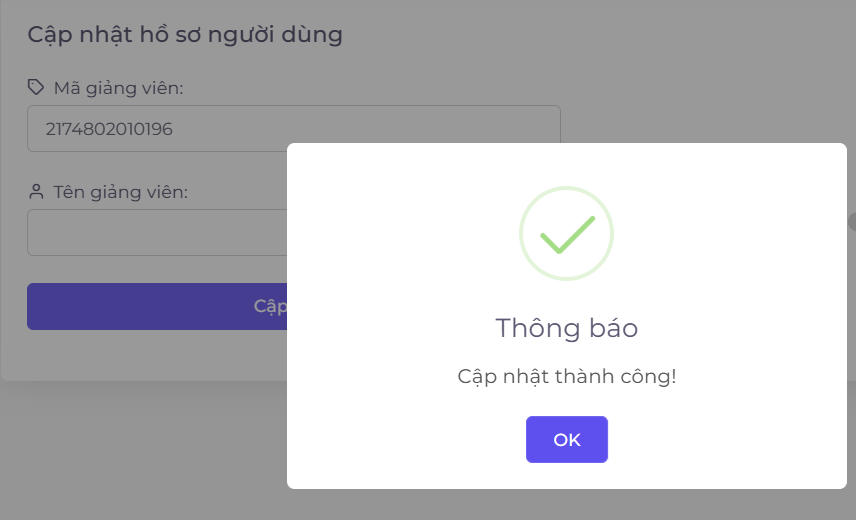 Cập nhật hồ sơ người dùng
Mã giảng viên:
2174802010196
Tên giảng viên:
Cập
Thông báo
Cập nhật thành công!
OK